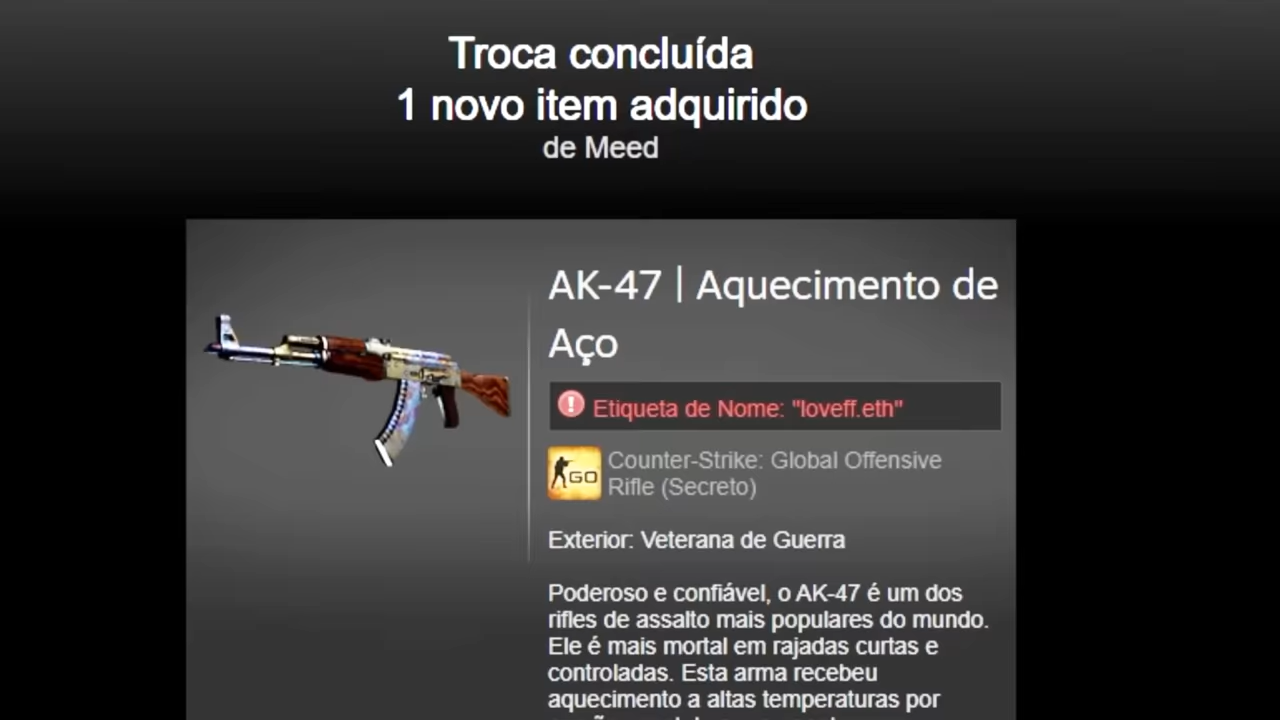 Troca concluída
1 novo item adquirido
de Meed
AK-47 | Aquecimento de
Aço
Etiqueta de Nome: "loveff.eth"
GO
Counter-Strike: Global Offensive
Rifle (Secreto)
Exterior: Veterana de Guerra
Poderoso e confiável, o AK-47 é um dos
rifles de assalto mais populares do mundo.
Ele é mais mortal em rajadas curtas e
controladas. Esta arma recebeu
aquecimento a altas temperaturas por